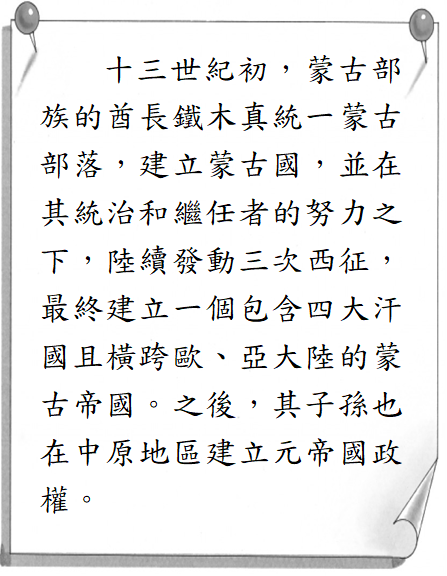 十三世紀初，蒙古部
族的酋長鐵木真統一蒙古
部落，建立蒙古國，並在
其統治和繼任者的努力之
下，陸續發動三次西征，
最終建立一個包含四大汗
國且橫跨歐、亞大陸的蒙
古帝國。之後，其子孫也
在中原地區建立元帝國政
權。